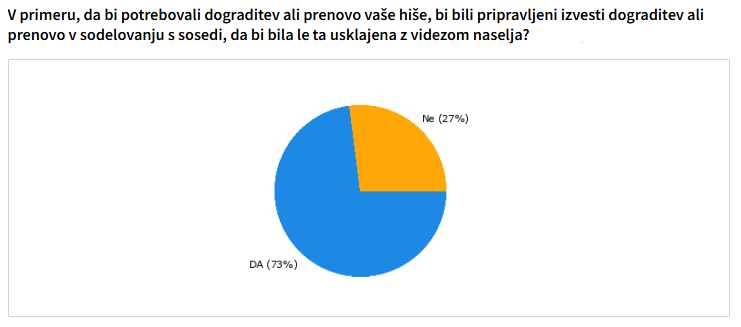 V primeru, da bi potrebovali dograditev ali prenovo vaše hiše, bi bili pripravljeni izvesti dograditev ali
prenovo v sodelovanju s sosedi, da bi bila le ta usklajena z videzom naselja?
Ne (27%)
DA (73%)